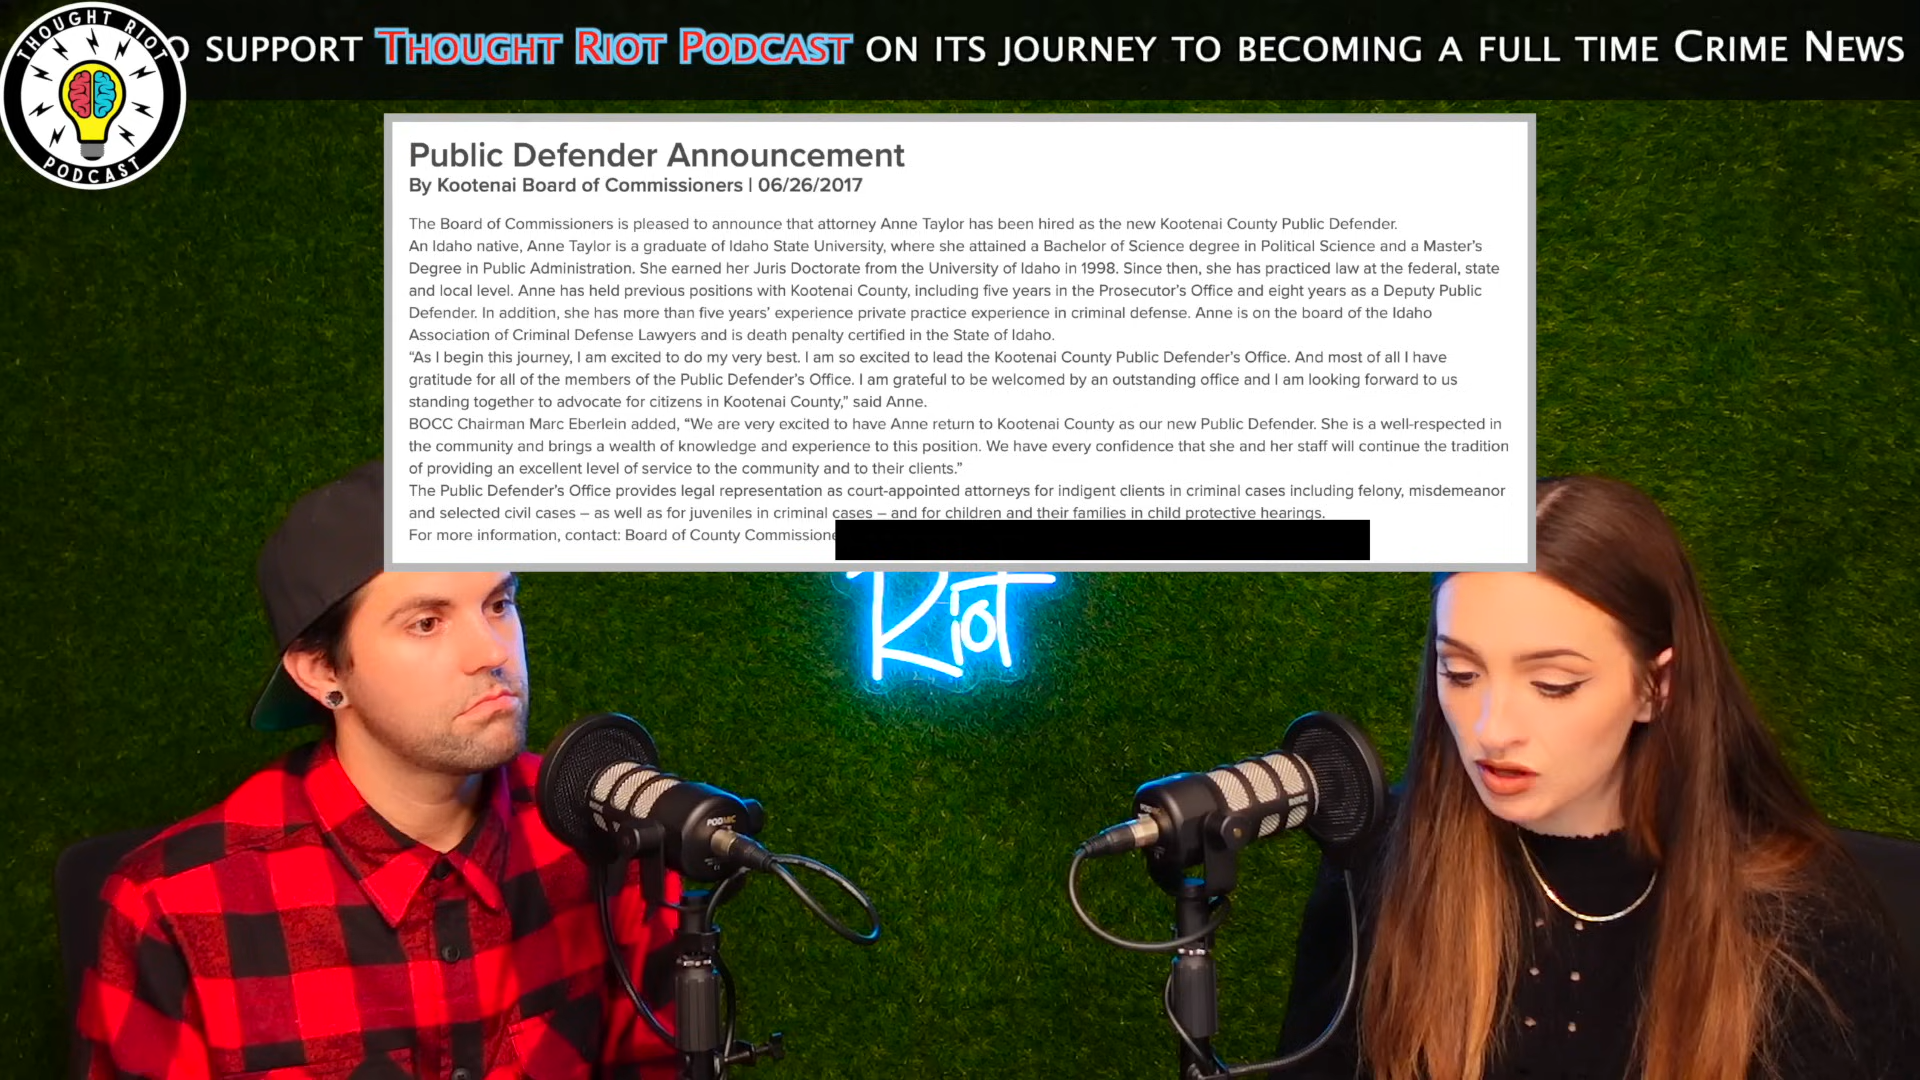 THOUGHT RIOT
PODCAST
O SUPPORT THOUGHT RIOT PODCAST ON ITS JOURNEY TO BECOMING A FULL TIME CRIME NEWS
Public Defender Announcement
By Kootenai Board of Commissioners | 06/26/2017
The Board of Commissioners is pleased to announce that attorney Anne Taylor has been hired as the new Kootenai County Public Defender.
An Idaho native, Anne Taylor is a graduate of Idaho State University, where she attained a Bachelor of Science degree in Political Science and a Master's
Degree in Public Administration. She earned her Juris Doctorate from the University of Idaho in 1998. Since then, she has practiced law at the federal, state
and local level. Anne has held previous positions with Kootenai County, including five years in the Prosecutor's Office and eight years as a Deputy Public
Defender. In addition, she has more than five years' experience private practice experience in criminal defense. Anne is on the board of the Idaho
Association of Criminal Defense Lawyers and is death penalty certified in the State of Idaho.
“As I begin this journey, I am excited to do my very best. I am so excited to lead the Kootenai County Public Defender's Office. And most of all I have
gratitude for all of the members of the Public Defender's Office. I am grateful to be welcomed by an outstanding office and I am looking forward to us
standing together to advocate for citizens in Kootenai County,” said Anne.
BOCC Chairman Marc Eberlein added, “We are very excited to have Anne return to Kootenai County as our new Public Defender. She is a well-respected in
the community and brings a wealth of knowledge and experience to this position. We have every confidence that she and her staff will continue the tradition
of providing an excellent level of service to the community and to their clients.”
The Public Defender's Office provides legal representation as court-appointed attorneys for indigent clients in criminal cases including felony, misdemeanor
and selected civil cases – as well as for juveniles in criminal cases – and for children and their families in child protective hearings.
For more information, contact: Board of County Commissione
Riot
PODMIC